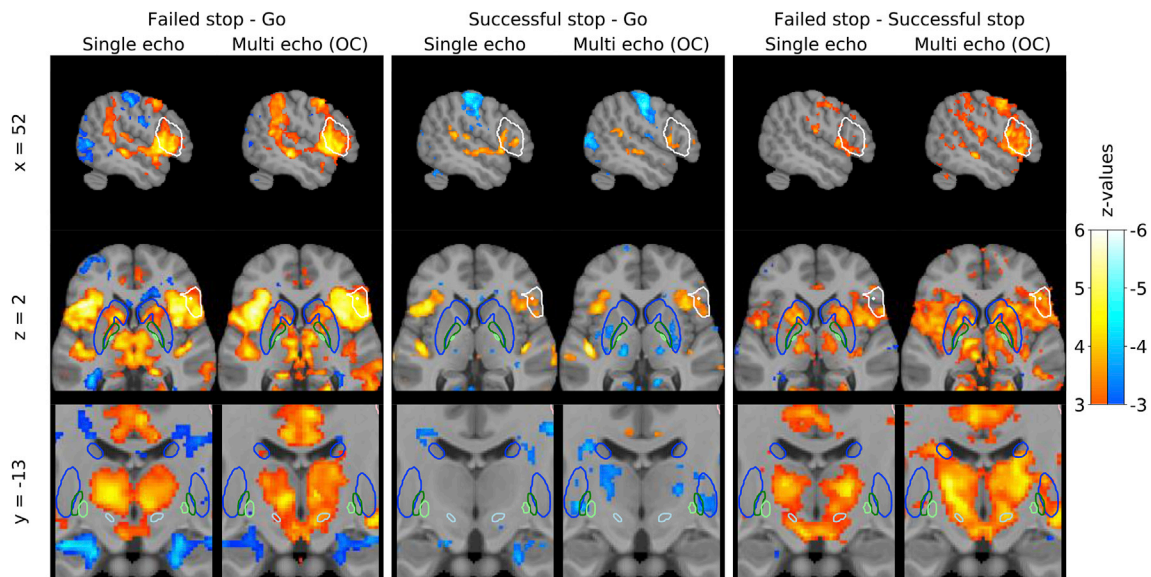 Failed stop - Go
Successful stop - Go
Failed stop - Successful stop
Single echo
Multi echo (OC)
Single echo
Multi echo (OC)
Single echo
Multi echo (OC)
x = 52
z = 2
y = -13
z-values
6
-6
5
-5
4
-4
3
-3